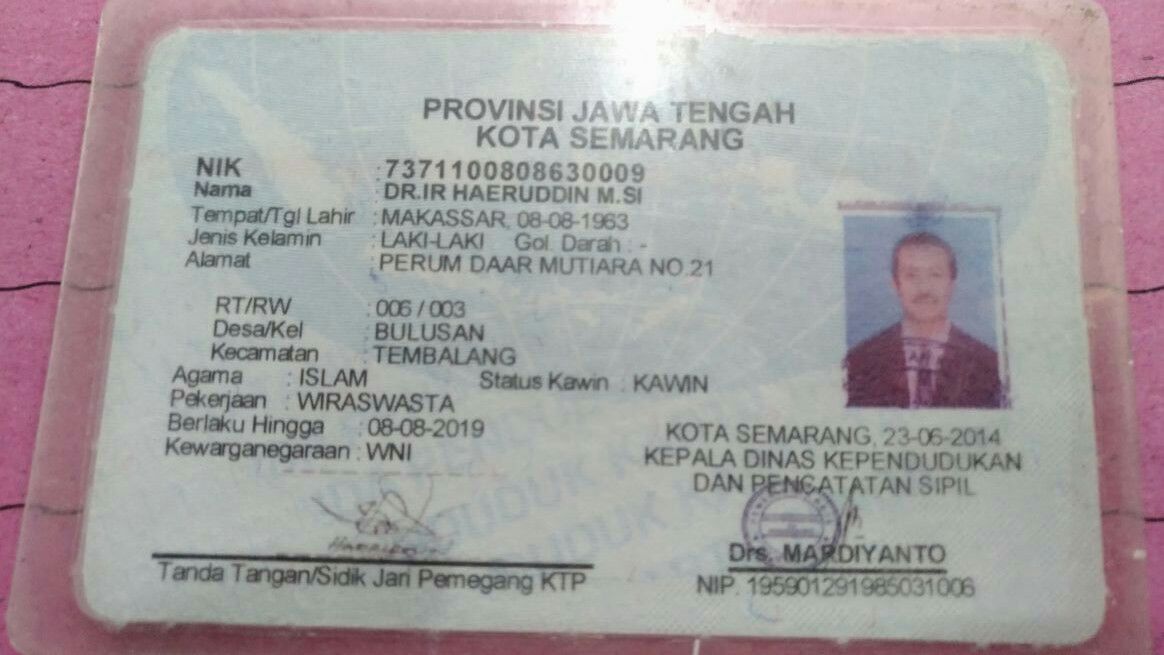 PROVINSI JAWA TENGAH
KOTA SEMARANG
NIK : 7371100808630009
Nama : DR.IR HAERUDDIN M.SI
Tempat/Tgl Lahir : MAKASSAR, 08-08-1963
Jenis Kelamin : LAKI-LAKI Gol. Darah : -
Alamat : PERUM DAAR MUTIARA NO.21
RT/RW : 006 / 003
Desa/Kel : BULUSAN
Kecamatan : TEMBALANG
Agama : ISLAM Status Kawin : KAWIN
Pekerjaan : WIRASWASTA
Berlaku Hingga : 08-08-2019
Kewarganegaraan : WNI
KOTA SEMARANG, 23-06-2014
KEPALA DINAS KEPENDUDUKAN
DAN PENCATATAN SIPIL
Drs. MARDIYANTO
NIP. 195901291985031006
Tanda Tangan/Sidik Jari Pemegang KTP